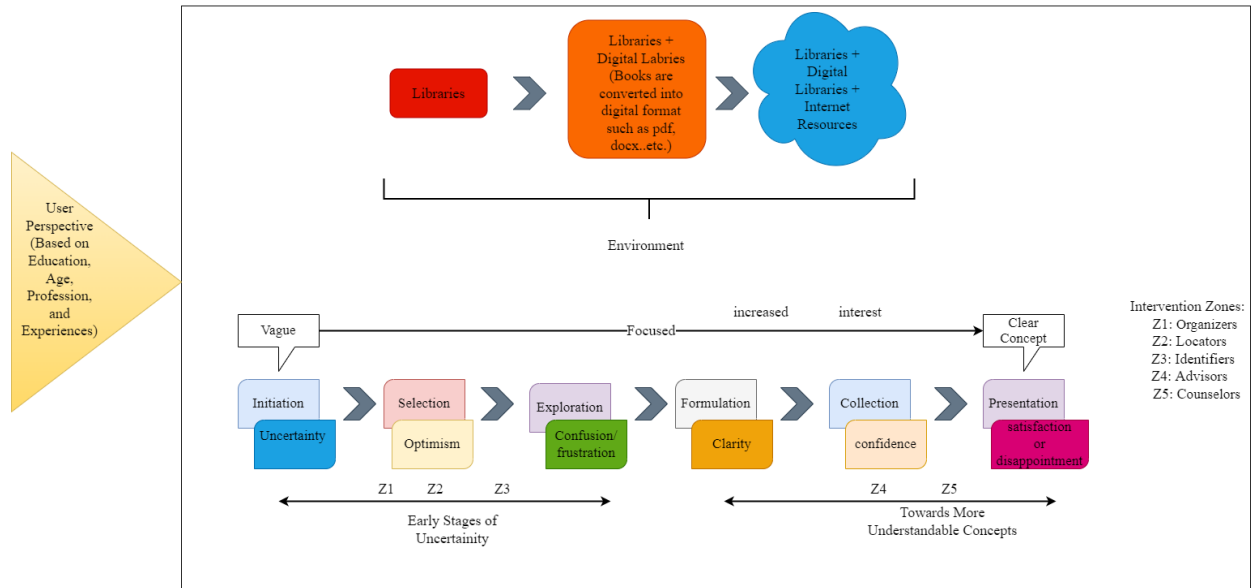 Libraries
Libraries +
Digital Labries
(Books are
converted into
digital format
such as pdf,
docx..etc.)
Libraries +
Digital
Libraries +
Internet
Resources
User
Perspective
(Based on
Education,
Age,
Profession,
and
Experiences)
Environment
Vague
Focused
increased
interest
Clear
Concept
Intervention Zones:
Z1: Organizers
Z2: Locators
Z3: Identifiers
Z4: Advisors
Z5: Counselors
Initiation
Uncertainty
Selection
Optimism
Exploration
Confusion/
frustration
Formulation
Clarity
Collection
confidence
Presentation
satisfaction
or
disappointment
Z1
Z2
Z3
Early Stages of
Uncertainity
Z4
Z5
Towards More
Understandable Concepts